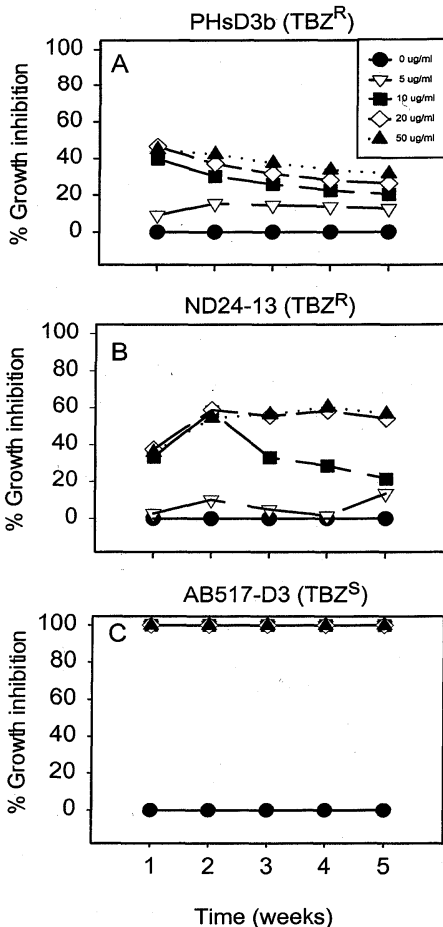 PHsD3b (TBZR)
A
0 ug/ml
5 ug/ml
10 ug/ml
20 ug/ml
50 ug/ml
100
80
60
40
20
0
% Growth inhibition
ND24-13 (TBZR)
B
100
80
60
40
20
0
% Growth inhibition
AB517-D3 (TBZS)
C
100
80
60
40
20
0
% Growth inhibition
1 2 3 4 5
Time (weeks)